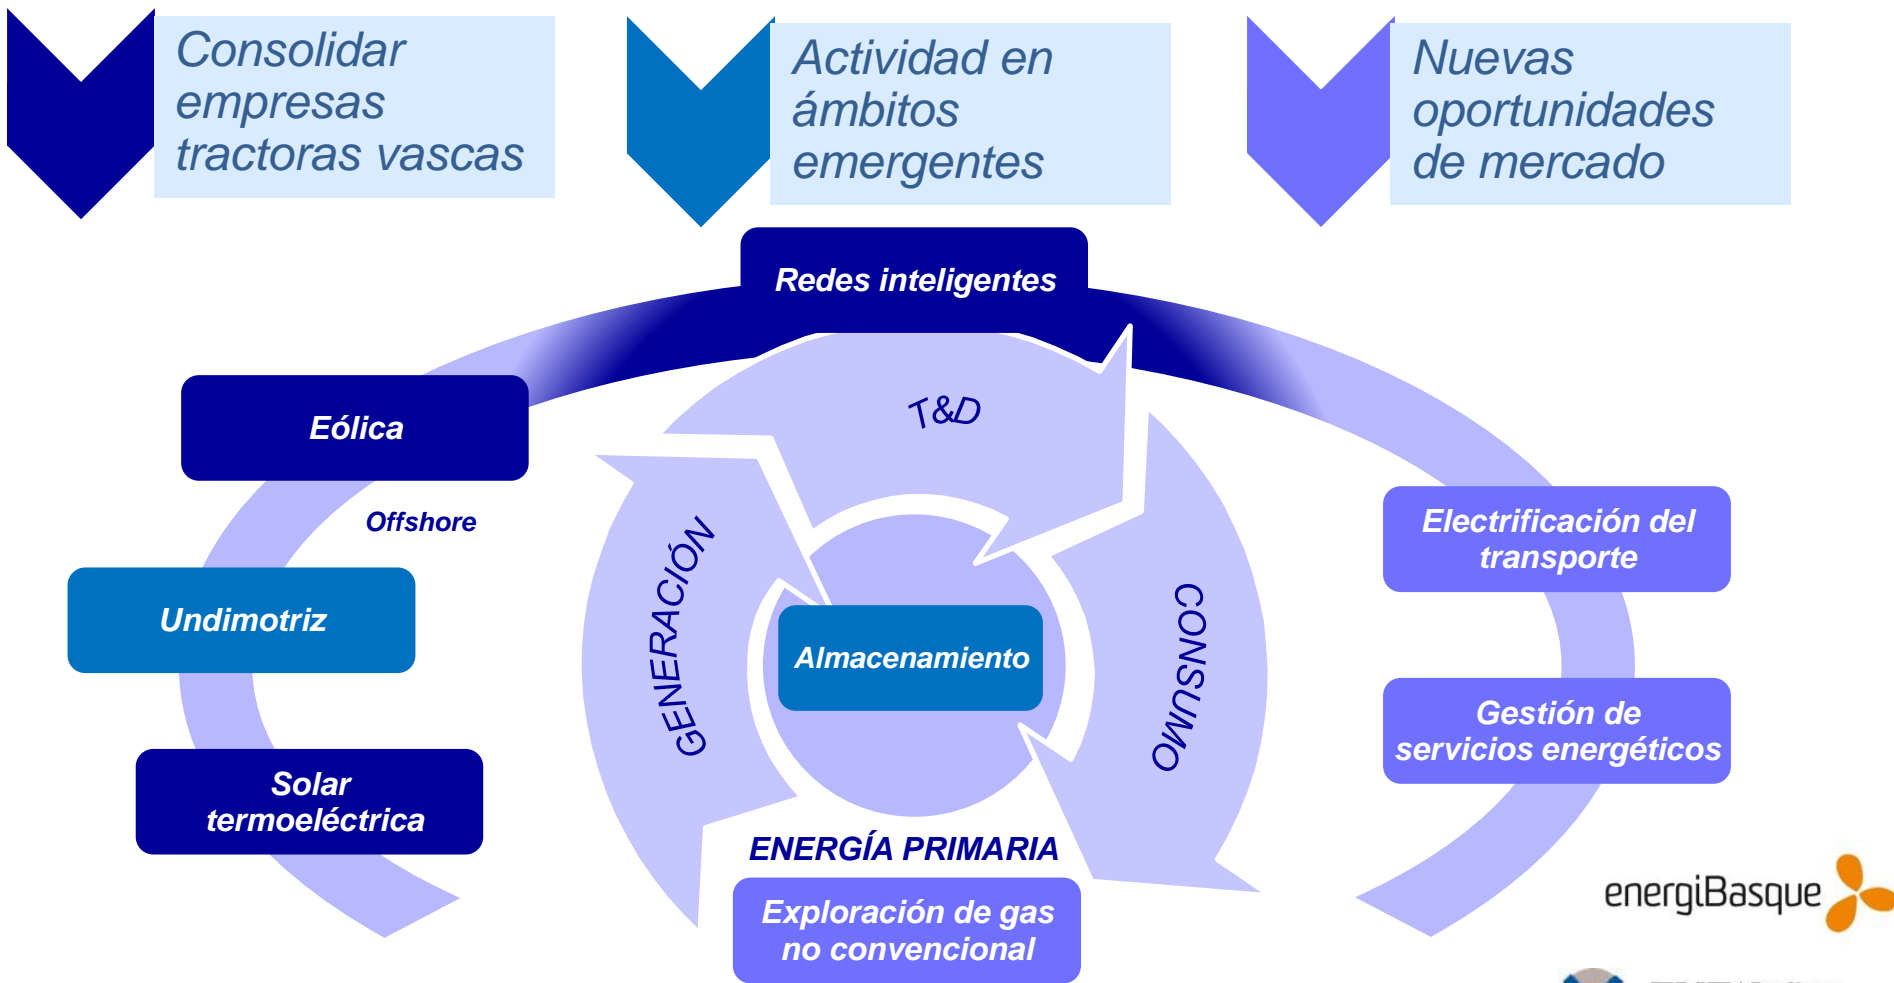 Consolidar
empresas
tractoras vascas
Actividad en
ámbitos
emergentes
Nuevas
oportunidades
de mercado
Redes inteligentes
T&D
Eólica
Offshore
Undimotriz
Solar
termoeléctrica
GENERACIÓN
Almacenamiento
CONSUMO
Electrificación del
transporte
Gestión de
servicios energéticos
ENERGÍA PRIMARIA
Exploración de gas
no convencional
energiBasque